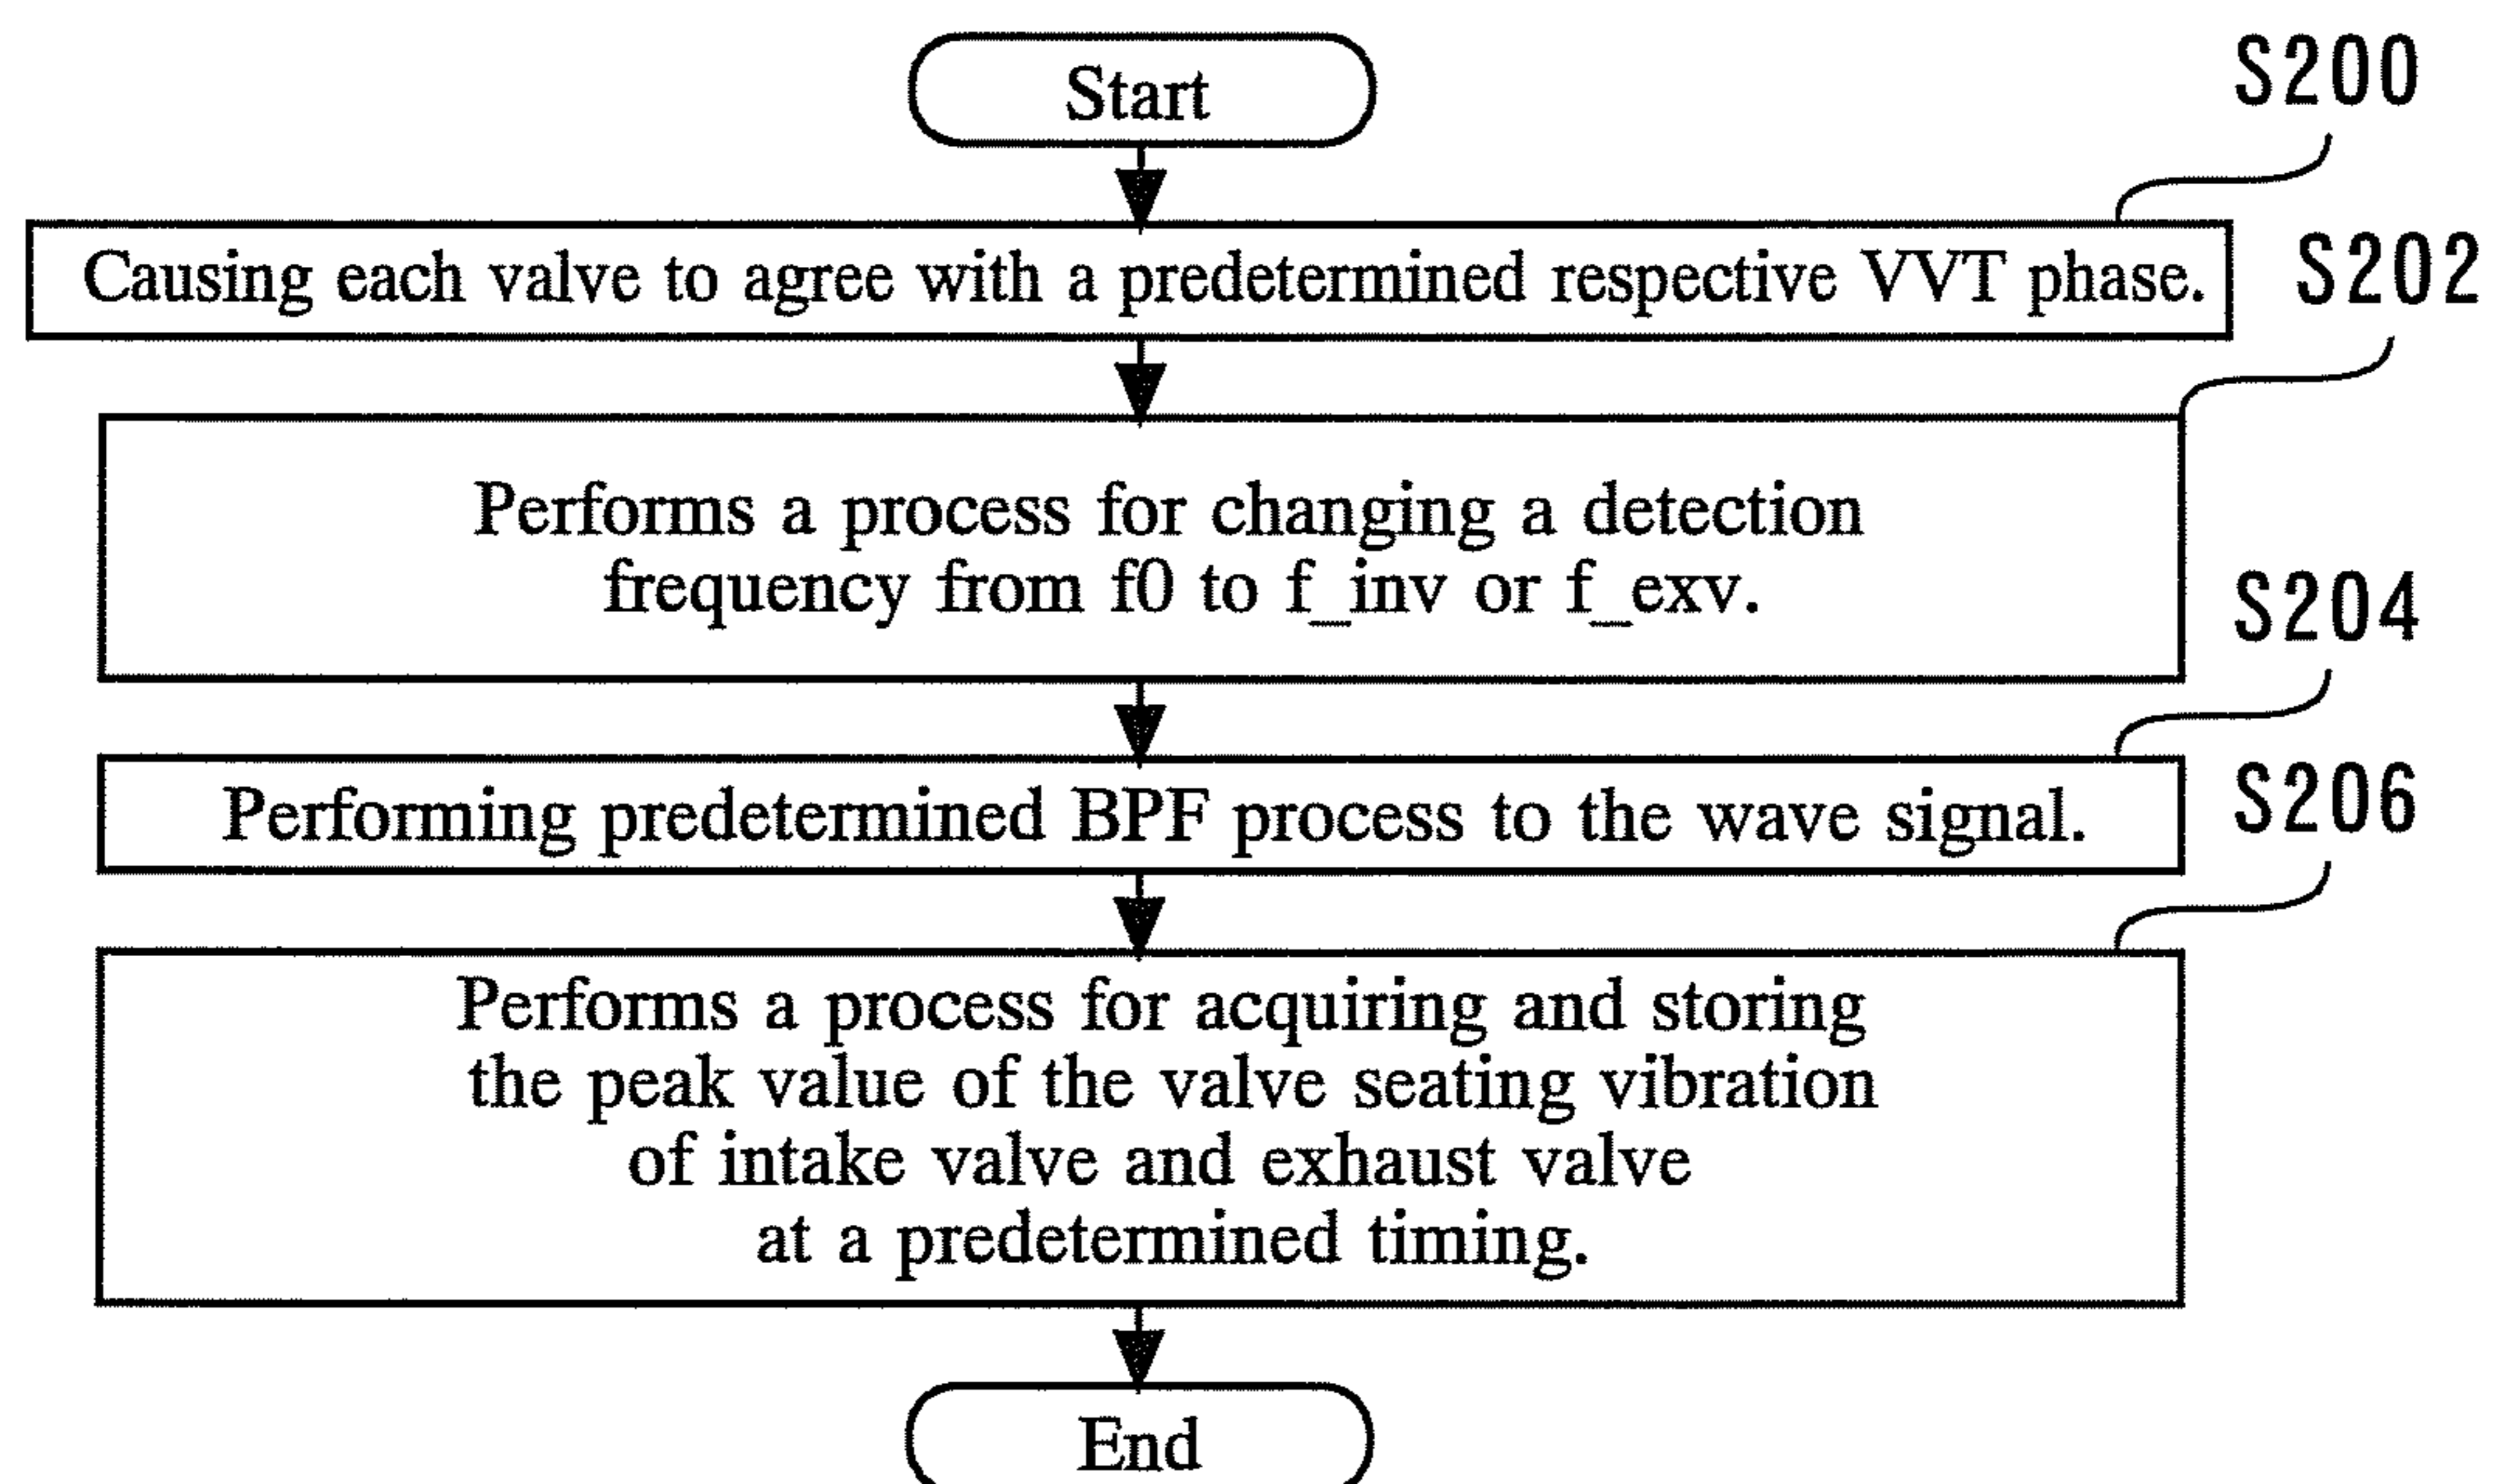 Start
S200
Causing each valve to agree with a predetermined respective VVT phase.
S202
Performs a process for changing a detection
frequency from f0 to f_inv or f_exv.
S204
Performing predetermined BPF process to the wave signal.
S206
Performs a process for acquiring and storing
the peak value of the valve seating vibration
of intake valve and exhaust valve
at a predetermined timing.
End